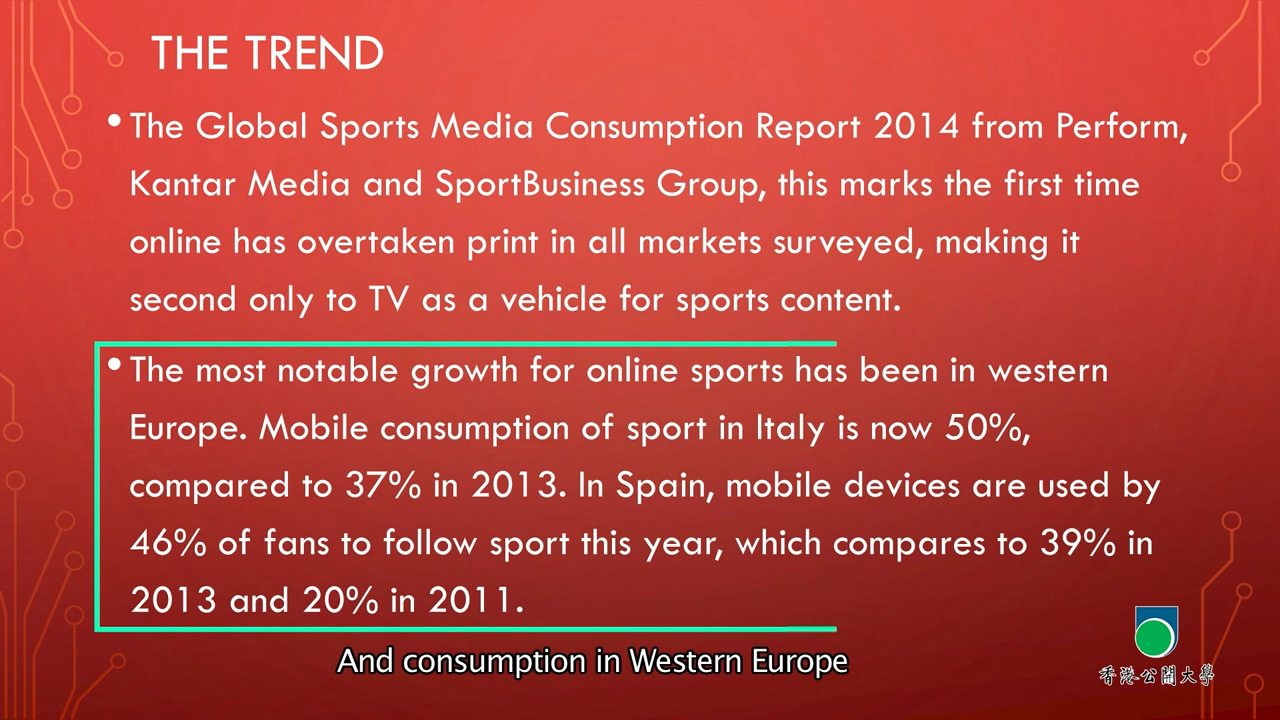 THE TREND
• The Global Sports Media Consumption Report 2014 from Perform,
Kantar Media and SportBusiness Group, this marks the first time
online has overtaken print in all markets surveyed, making it
second only to TV as a vehicle for sports content.
• The most notable growth for online sports has been in western
Europe. Mobile consumption of sport in Italy is now 50%,
compared to 37% in 2013. In Spain, mobile devices are used by
46% of fans to follow sport this year, which compares to 39% in
2013 and 20% in 2011.
And consumption in Western Europe
香港公開大學